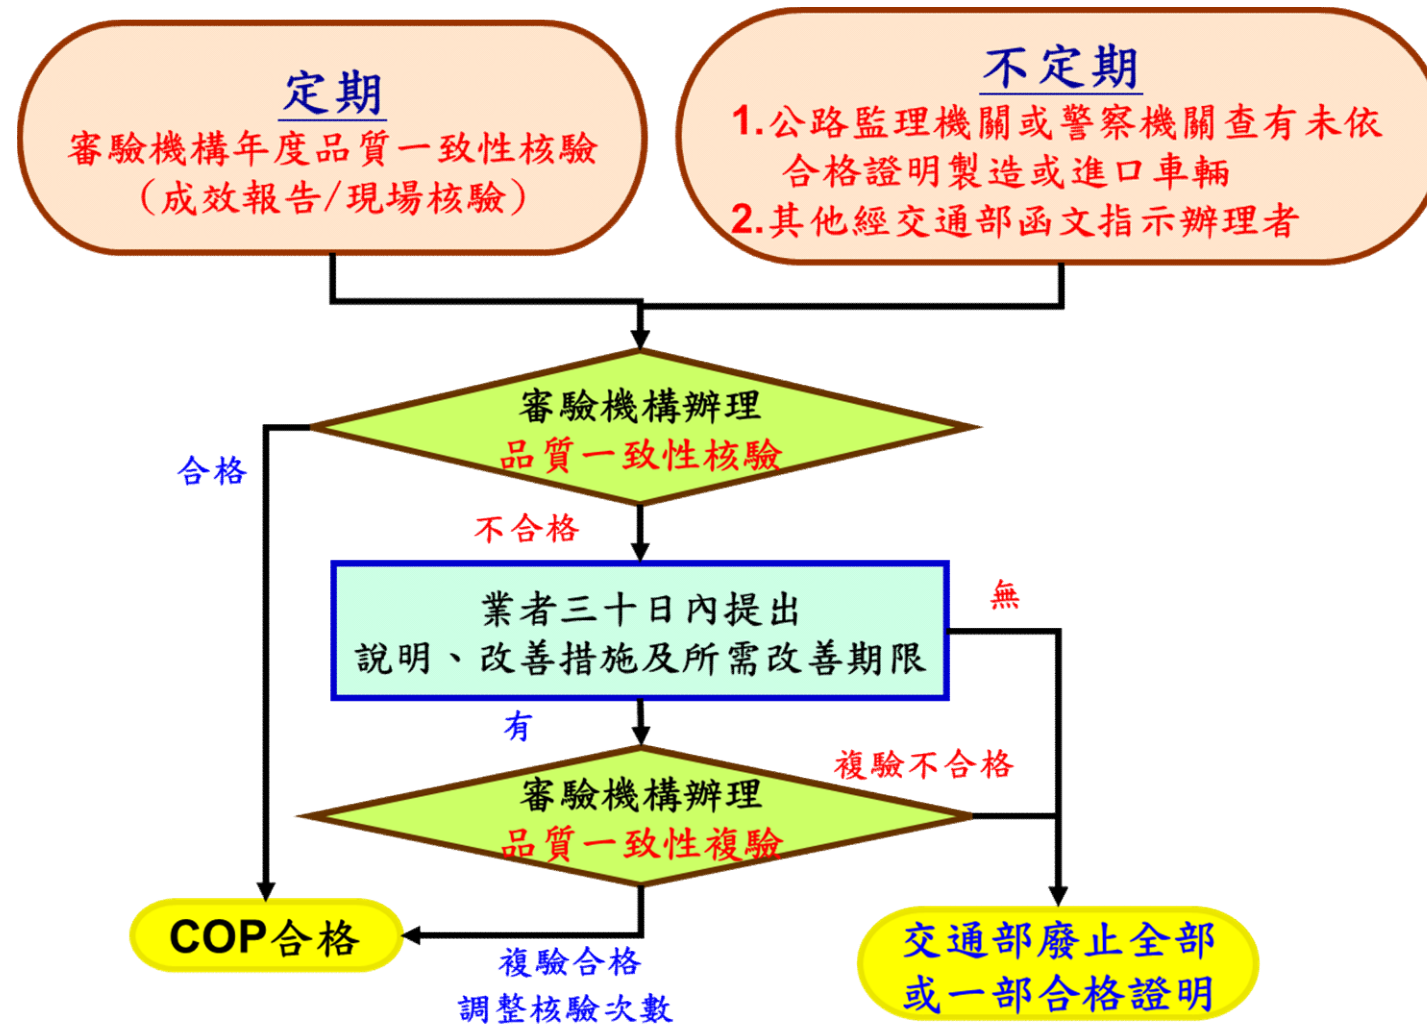 定期
審驗機構年度品質一致性核驗
（成效報告/現場核驗）
不定期
1.公路監理機關或警察機關查有未依
合格證明製造或進口車輛
2.其他經交通部函文指示辦理者
審驗機構辦理
品質一致性核驗
合格
不合格
業者三十日內提出
說明、改善措施及所需改善期限
無
有
審驗機構辦理
品質一致性複驗
複驗不合格
COP合格
複驗合格
調整核驗次數
交通部廢止全部
或一部合格證明